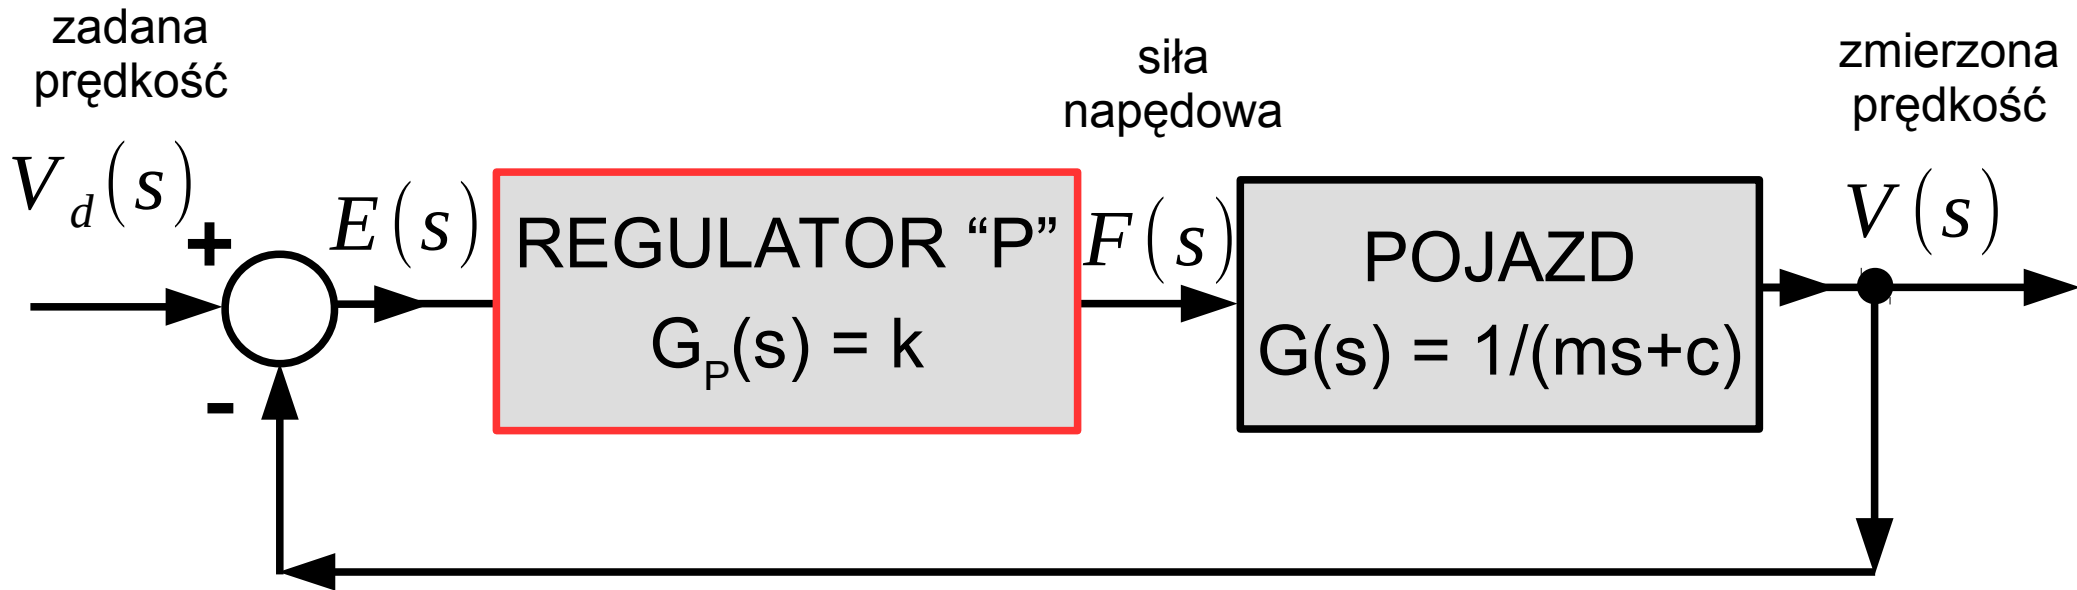 zadana
prędkość
siła
napędowa
zmierzona
prędkość
V_d(s)
+
E(s)
REGULATOR “P”
G_P(s) = k
F(s)
POJAZD
G(s) = 1/(ms+c)
V(s)
-